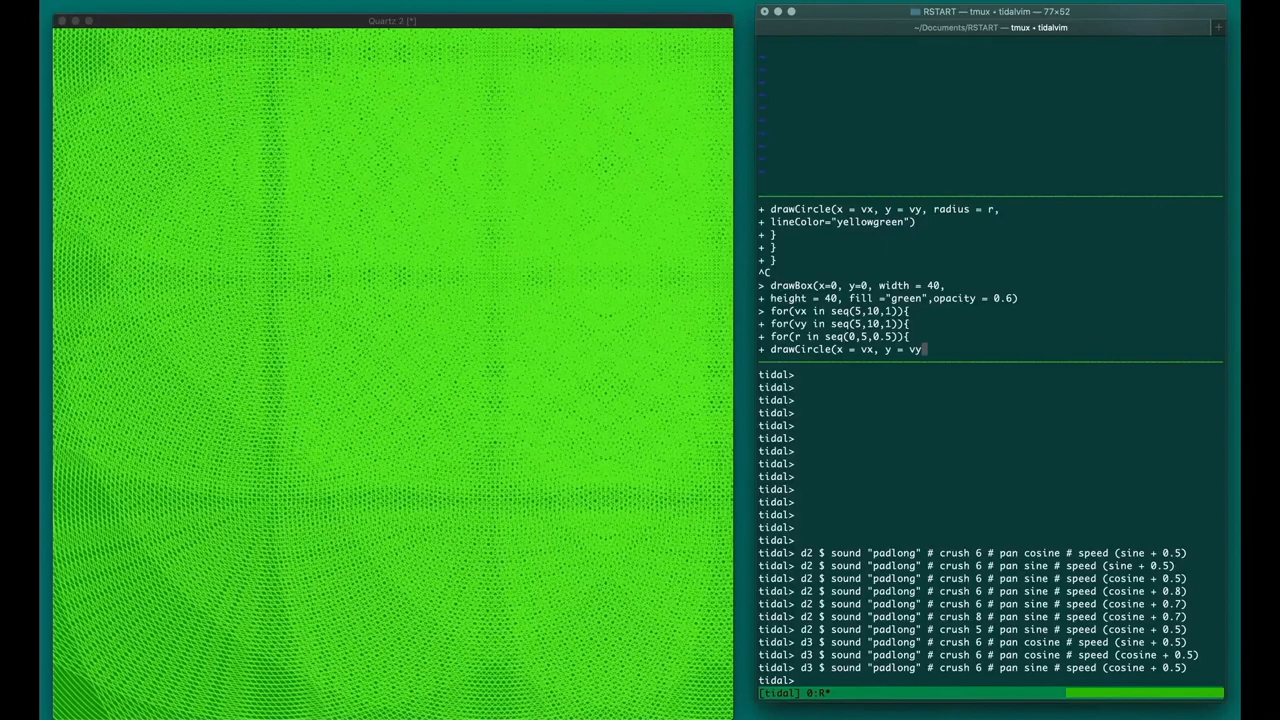 Quartz 2 [*]
RSTART — tmux • tidalvim — 77×52
~/Documents/RSTART — tmux • tidalvim
+
~
~
~
~
~
~
~
~
~
~
+ drawCircle(x = vx, y = vy, radius = r,
+ lineColor="yellowgreen")
+ }
+ }
+ }
^C
> drawBox(x=0, y=0, width = 40,
+ height = 40, fill ="green",opacity = 0.6)
> for(vx in seq(5,10,1)){
+ for(vy in seq(5,10,1)){
+ for(r in seq(0,5,0.5)){
+ drawCircle(x = vx, y = vy
tidal>
tidal>
tidal>
tidal>
tidal>
tidal>
tidal>
tidal>
tidal>
tidal>
tidal>
tidal>
tidal>
tidal>
tidal> d2 $ sound "padlong" # crush 6 # pan cosine # speed (sine + 0.5)
tidal> d2 $ sound "padlong" # crush 6 # pan sine # speed (sine + 0.5)
tidal> d2 $ sound "padlong" # crush 6 # pan sine # speed (cosine + 0.5)
tidal> d2 $ sound "padlong" # crush 6 # pan sine # speed (cosine + 0.8)
tidal> d2 $ sound "padlong" # crush 6 # pan sine # speed (cosine + 0.7)
tidal> d2 $ sound "padlong" # crush 8 # pan sine # speed (cosine + 0.7)
tidal> d2 $ sound "padlong" # crush 5 # pan sine # speed (cosine + 0.5)
tidal> d3 $ sound "padlong" # crush 6 # pan cosine # speed (sine + 0.5)
tidal> d3 $ sound "padlong" # crush 6 # pan cosine # speed (cosine + 0.5)
tidal> d3 $ sound "padlong" # crush 6 # pan sine # speed (cosine + 0.5)
tidal>
[tidal] 0:R*